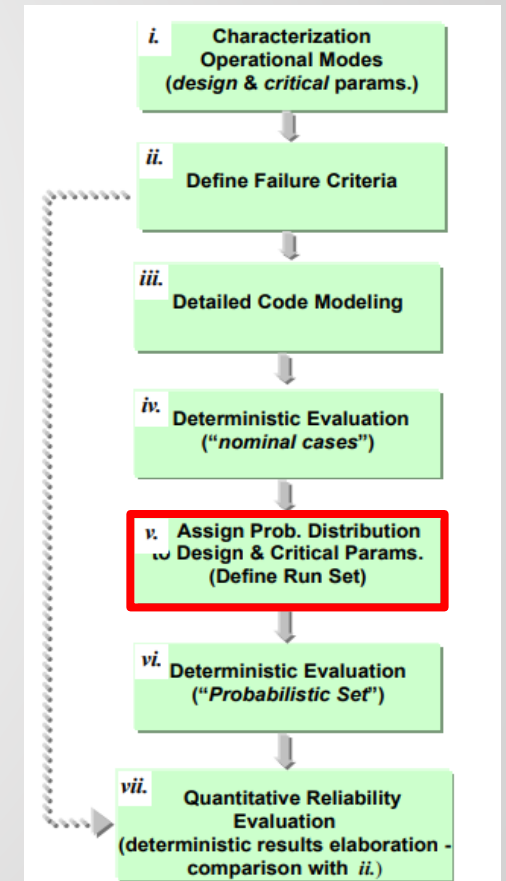 i. Characterization
Operational Modes
(design & critical params.)
ii.
Define Failure Criteria
iii.
Detailed Code Modeling
iv.
Deterministic Evaluation
(“nominal cases”)
v. Assign Prob. Distribution
to Design & Critical Params.
(Define Run Set)
vi.
Deterministic Evaluation
(“Probabilistic Set”)
vii.
Quantitative Reliability
Evaluation
(deterministic results elaboration -
comparison with ii.)